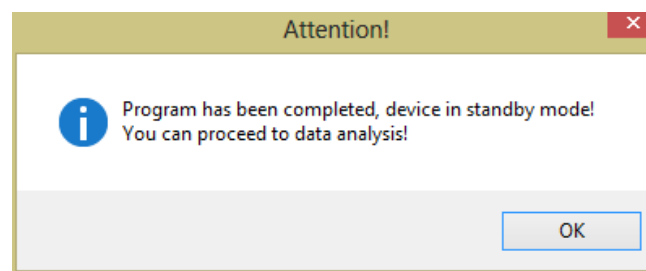 Attention!
Program has been completed, device in standby mode!
You can proceed to data analysis!
OK